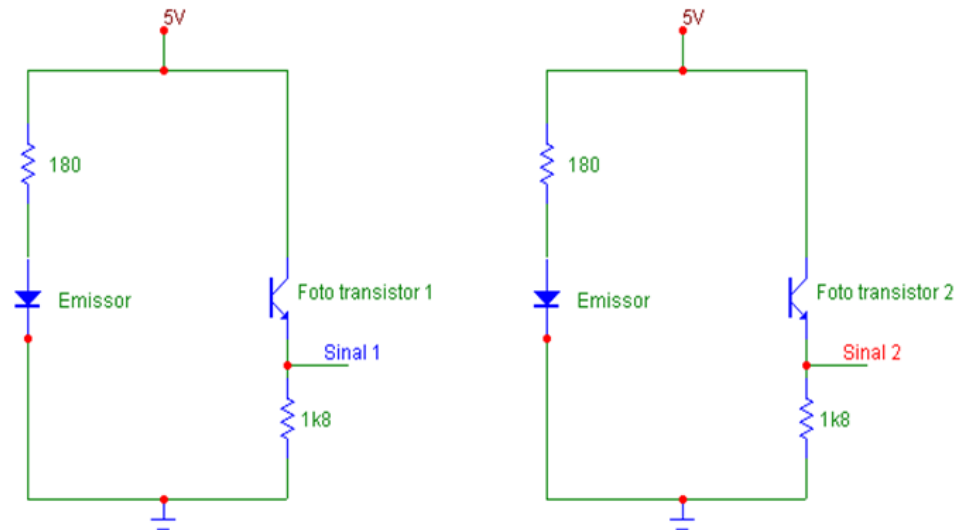 5V
180
Emissor
Foto transistor 1
Sinal 1
1k8
5V
180
Emissor
Foto transistor 2
Sinal 2
1k8